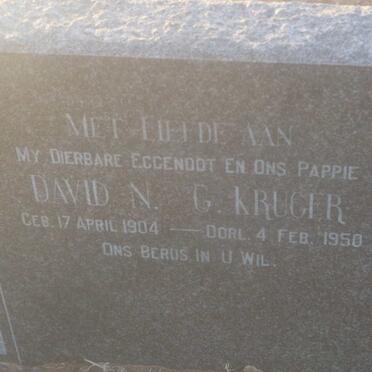 MET LIEFDE AAN
MY DIERBARE EGGENOOT EN ONS PAPPIE
DAVID N. G. KRUGER
GEB. 17 APRIL 1904 — OORL. 4 FEB. 1950
ONS BERUS IN U WIL.